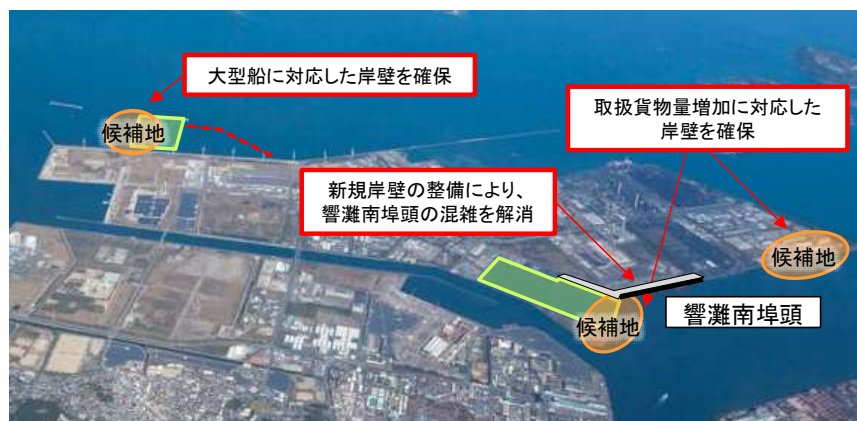 大型船に対応した岸壁を確保
候補地
取扱貨物量増加に対応した
岸壁を確保
新規岸壁の整備により、
響灘南埠頭の混雑を解消
候補地
候補地
響灘南埠頭